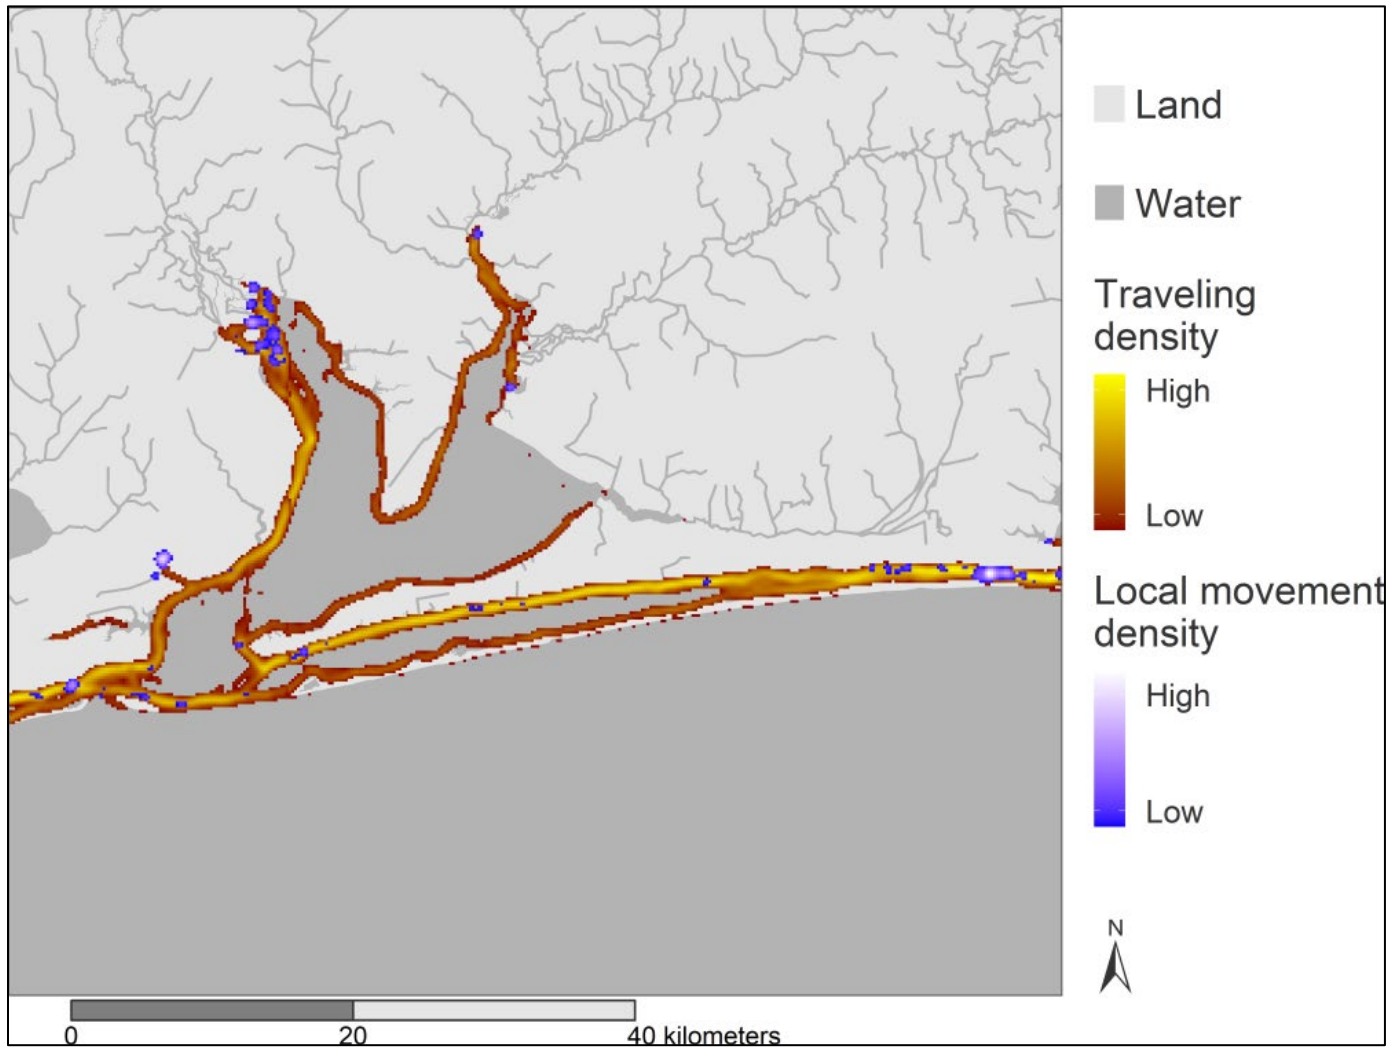 Land
Water
Traveling
density
High
Low
Local movement
density
High
Low
N
0 20 40 kilometers